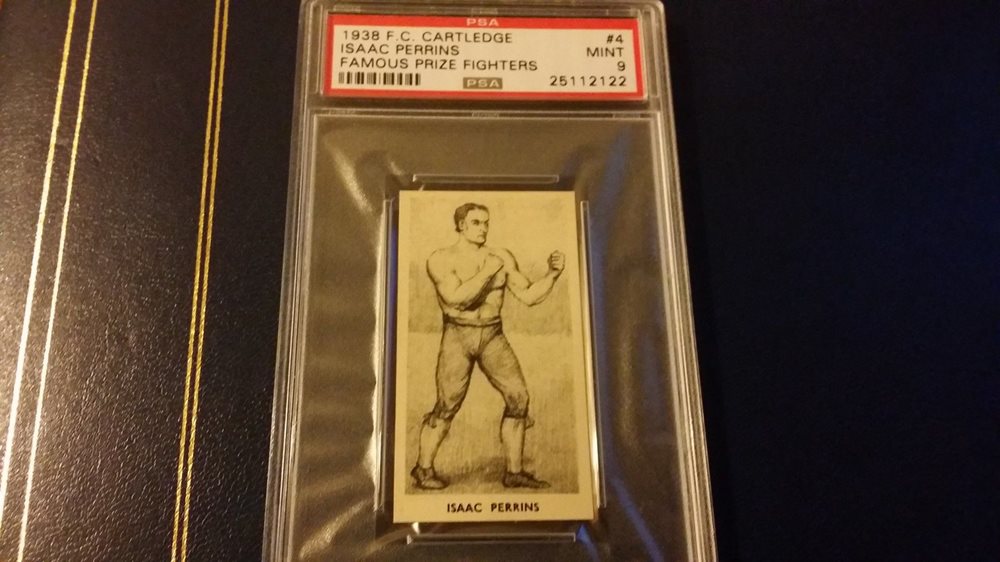 PSA
1938 F.C. CARTLEDGE #4
ISAAC PERRINS MINT
FAMOUS PRIZE FIGHTERS 9
PSA 25112122
ISAAC PERRINS